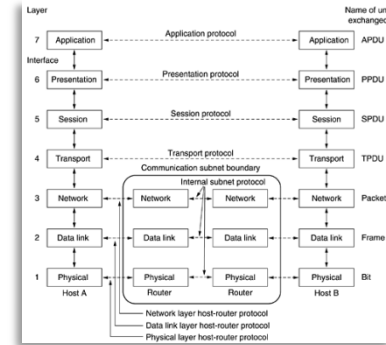 Layer
Name of un
exchanged
7 Application Application protocol Application APDU
Interface
6 Presentation Presentation protocol Presentation PPDU
5 Session Session protocol Session SPDU
4 Transport Transport protocol Transport TPDU
Communication subnet boundary
Internal subnet protocol
3 Network Network Network Network Packet
2 Data link Data link Data link Data link Frame
1 Physical Physical Physical Physical Bit
Host A Router Router Host B
Network layer host-router protocol
Data link layer host-router protocol
Physical layer host-router protocol